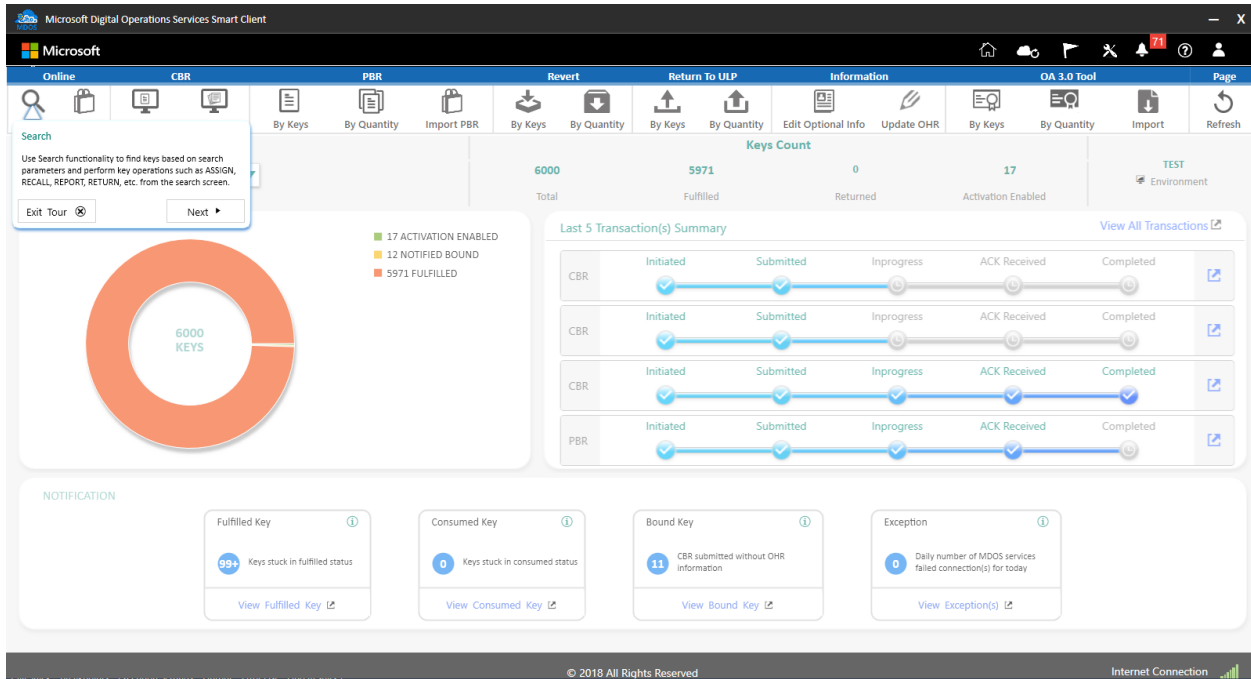 Microsoft Digital Operations Services Smart Client
MDOS
Microsoft
71
Online CBR PBR Revert Return To ULP Information OA 3.0 Tool Page
By Keys By Quantity Import PBR By Keys By Quantity By Keys By Quantity Edit Optional Info Update OHR By Keys By Quantity Import Refresh
Search
Use Search functionality to find keys based on search
parameters and perform key operations such as ASSIGN,
RECALL, REPORT, RETURN, etc. from the search screen.
Exit Tour
Next
Keys Count
6000 5971 0 17
Total Fulfilled Returned Activation Enabled
TEST
Environment
17 ACTIVATION ENABLED
12 NOTIFIED BOUND
5971 FULFILLED
6000
KEYS
Last 5 Transaction(s) Summary
View All Transactions
CBR
Initiated Submitted Inprogress ACK Received Completed
CBR
Initiated Submitted Inprogress ACK Received Completed
CBR
Initiated Submitted Inprogress ACK Received Completed
PBR
Initiated Submitted Inprogress ACK Received Completed
NOTIFICATION
Fulfilled Key
99+
Keys stuck in fulfilled status
View Fulfilled Key
Consumed Key
0
Keys stuck in consumed status
View Consumed Key
Bound Key
11
CBR submitted without OHR
information
View Bound Key
Exception
0
Daily number of MDOS services
failed connection(s) for today
View Exception(s)
© 2018 All Rights Reserved
Internet Connection